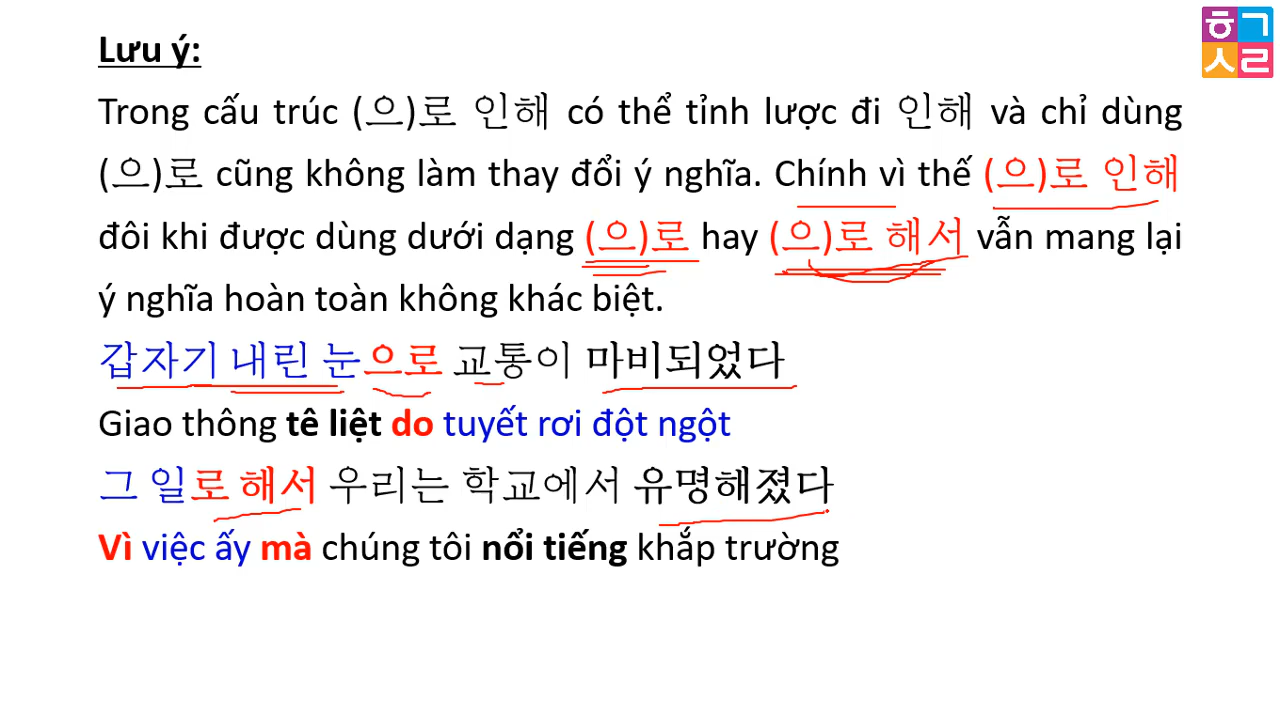 Lưu ý:
Trong cấu trúc (으)로 인해 có thể tỉnh lược đi 인해 và chỉ dùng
(으)로 cũng không làm thay đổi ý nghĩa. Chính vì thế (으)로 인해
đôi khi được dùng dưới dạng (으)로 hay (으)로 해서 vẫn mang lại
ý nghĩa hoàn toàn không khác biệt.
갑자기 내린 눈으로 교통이 마비되었다
Giao thông tê liệt do tuyết rơi đột ngột
그 일로 해서 우리는 학교에서 유명해졌다
Vì việc ấy mà chúng tôi nổi tiếng khắp trường
ㅎㄱ
ㅅㄹ